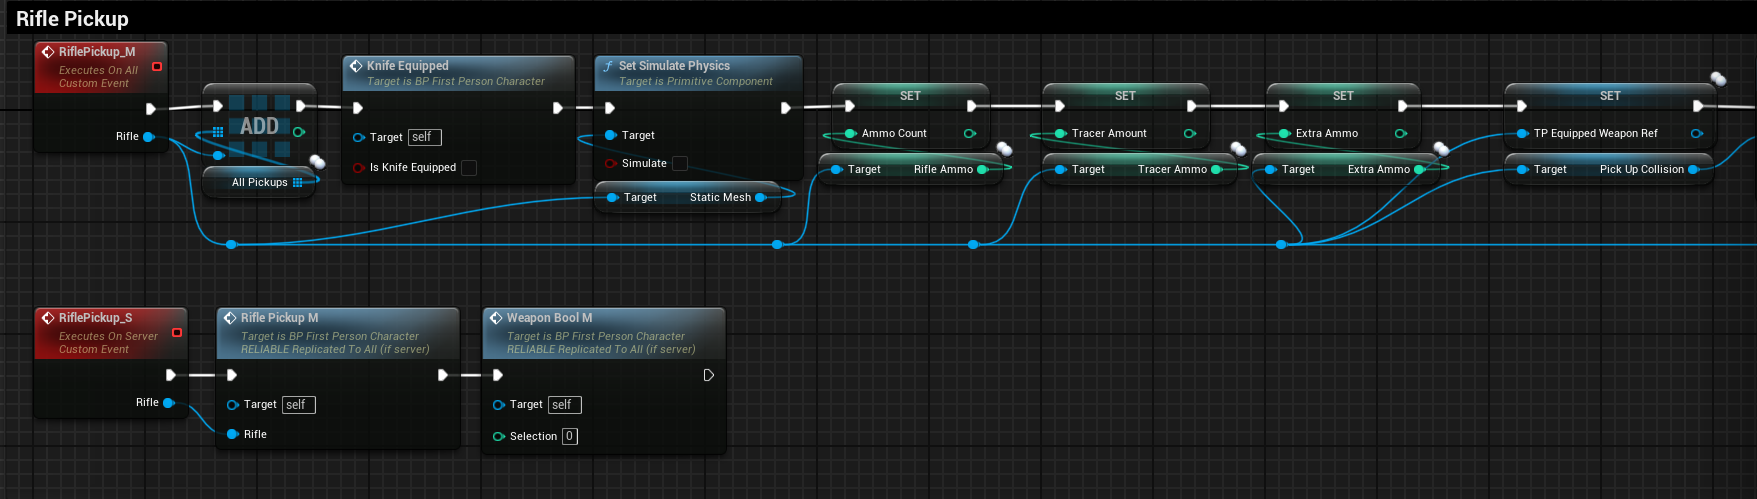 Rifle Pickup
RiflePickup_M
Executes On All
Custom Event
Rifle
ADD
All Pickups
Knife Equipped
Target is BP First Person Character
Target self
Is Knife Equipped
Set Simulate Physics
Target is Primitive Component
Target
Simulate
Target Static Mesh
SET
Ammo Count
Target Rifle Ammo
SET
Tracer Amount
Target Tracer Ammo
SET
Extra Ammo
Target Extra Ammo
SET
TP Equipped Weapon Ref
Target Pick Up Collision
RiflePickup_S
Executes On Server
Custom Event
Rifle
Rifle Pickup M
Target is BP First Person Character
RELIABLE Replicated To All (if server)
Target self
Rifle
Weapon Bool M
Target is BP First Person Character
RELIABLE Replicated To All (if server)
Target self
Selection 0